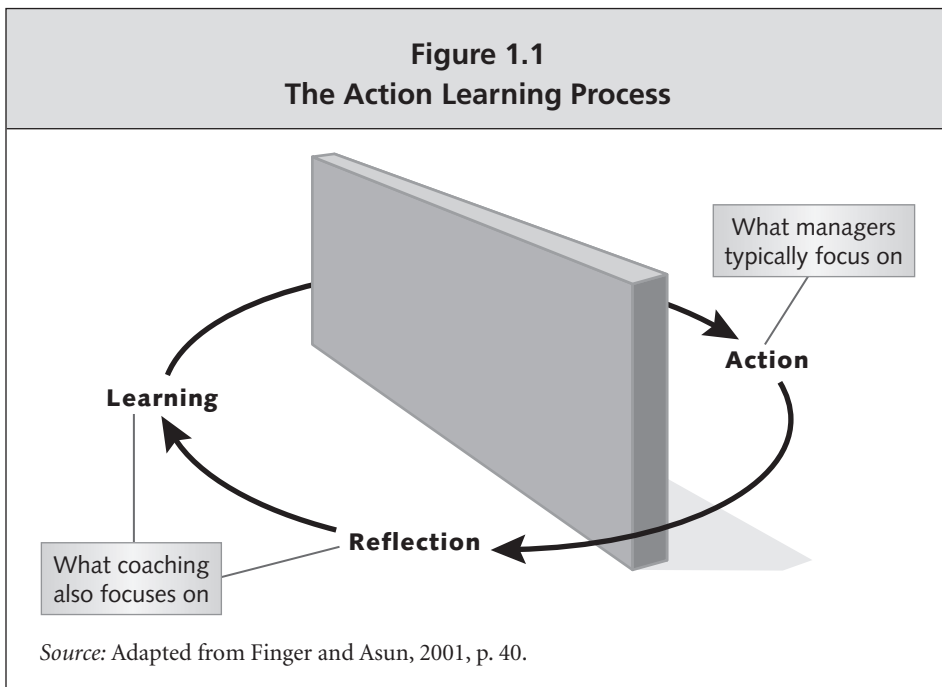 Figure 1.1
The Action Learning Process
What managers
typically focus on
Action
Learning
Reflection
What coaching
also focuses on
Source: Adapted from Finger and Asun, 2001, p. 40.